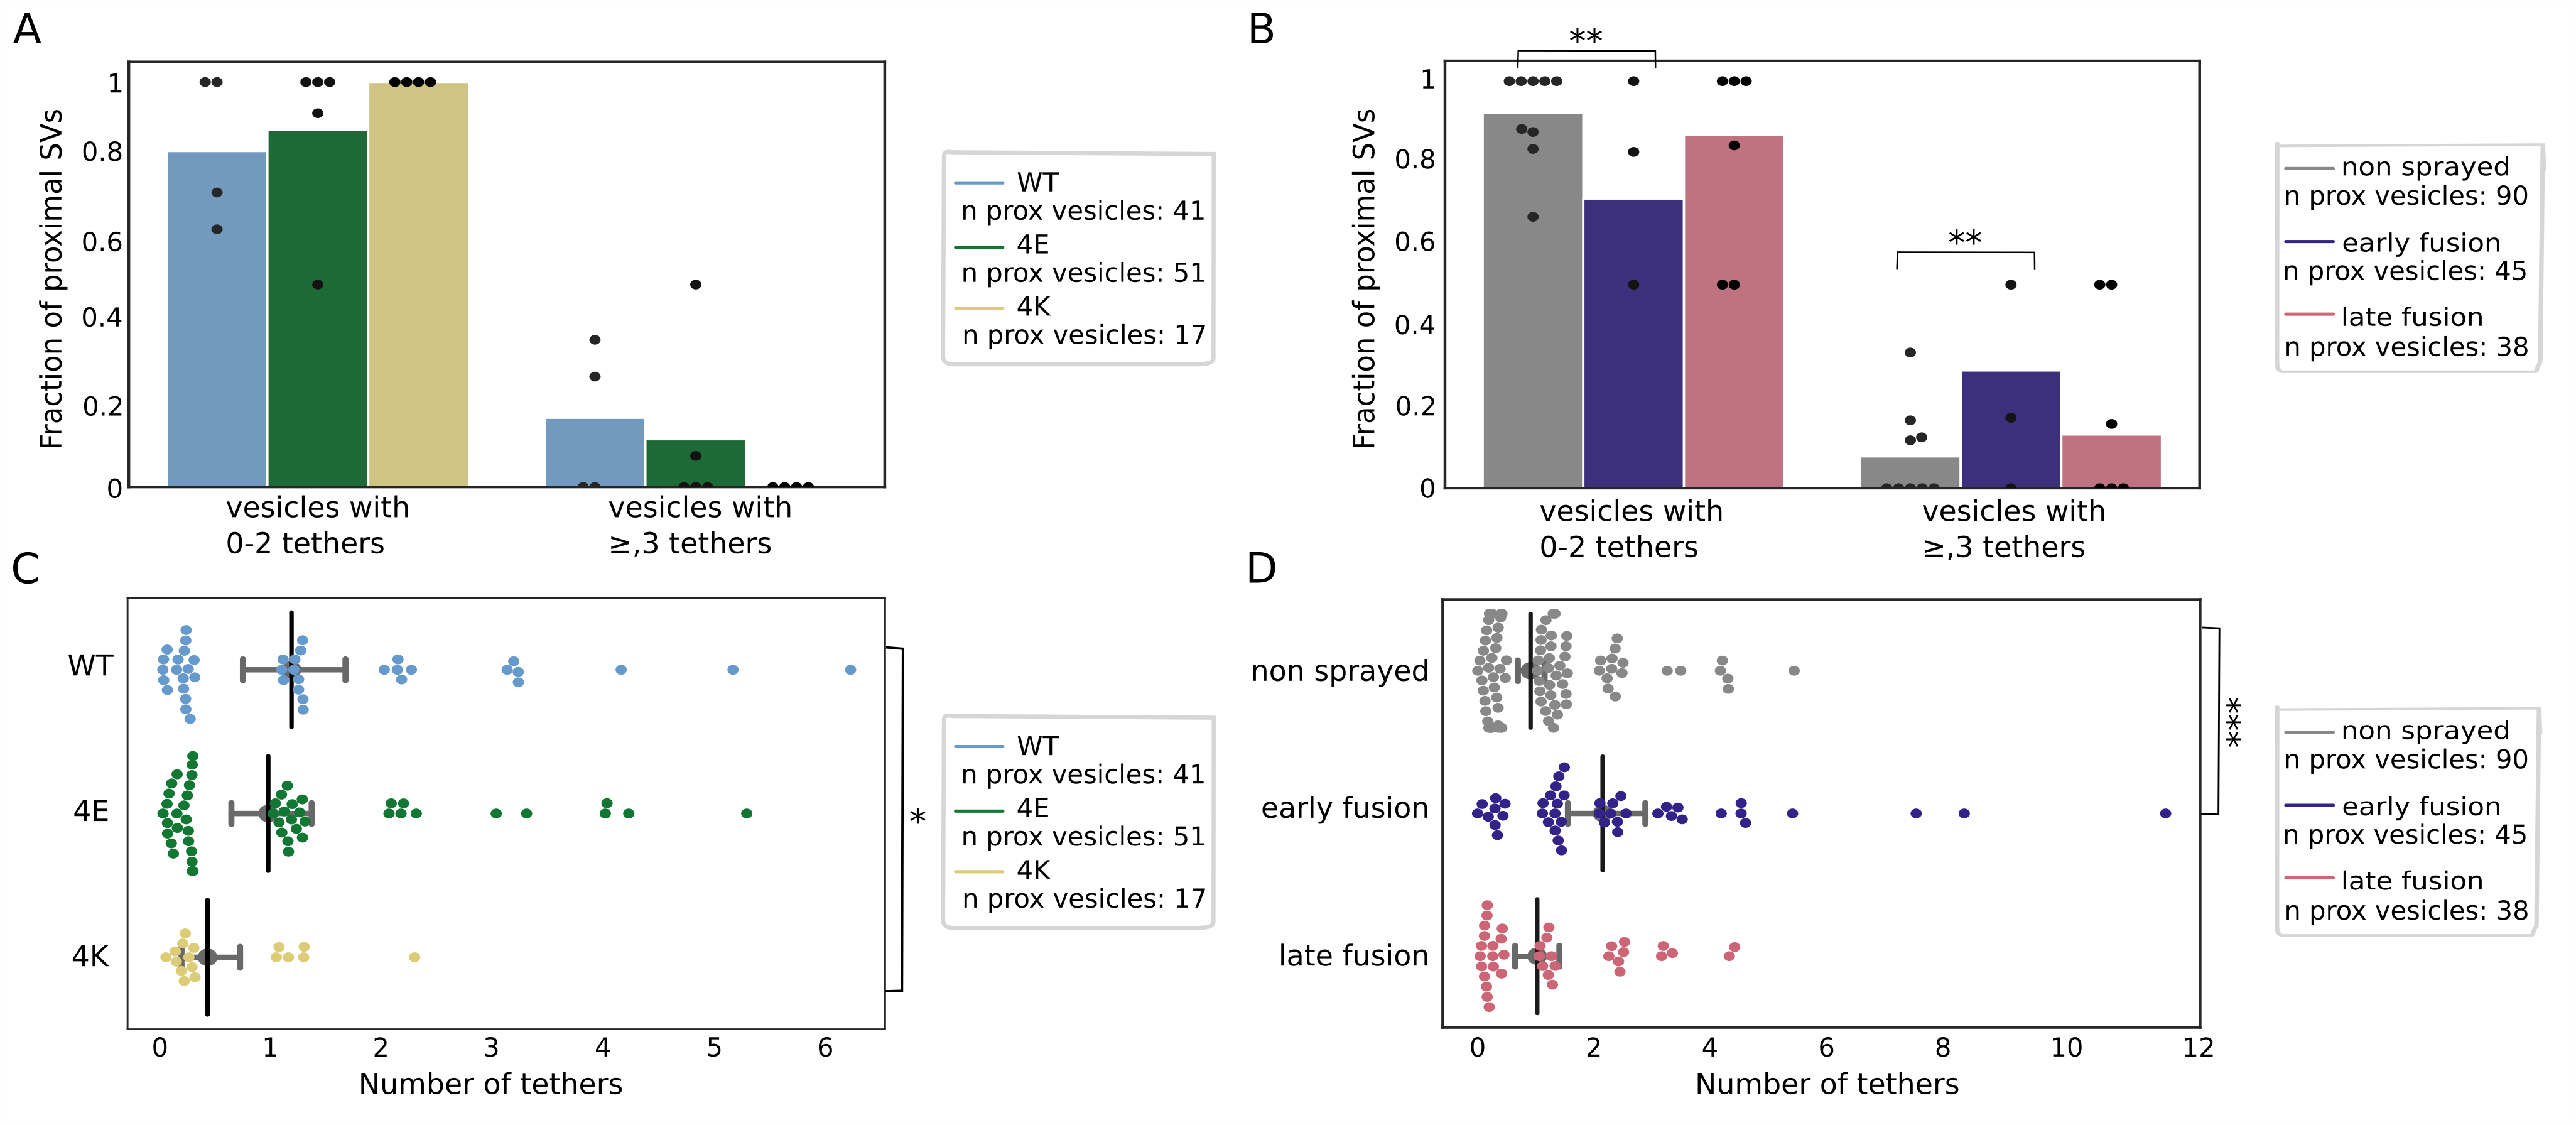 A
Fraction of proximal SVs
1
0.8
0.6
0.4
0.2
0
vesicles with
0-2 tethers
vesicles with
≥,3 tethers
WT
n prox vesicles: 41
4E
n prox vesicles: 51
4K
n prox vesicles: 17
B
**
**
Fraction of proximal SVs
1
0.8
0.6
0.4
0.2
0
vesicles with
0-2 tethers
vesicles with
≥,3 tethers
non sprayed
n prox vesicles: 90
early fusion
n prox vesicles: 45
late fusion
n prox vesicles: 38
C
WT
4E
4K
*
0 1 2 3 4 5 6
Number of tethers
WT
n prox vesicles: 41
4E
n prox vesicles: 51
4K
n prox vesicles: 17
D
non sprayed
early fusion
late fusion
***
0 2 4 6 8 10 12
Number of tethers
non sprayed
n prox vesicles: 90
early fusion
n prox vesicles: 45
late fusion
n prox vesicles: 38